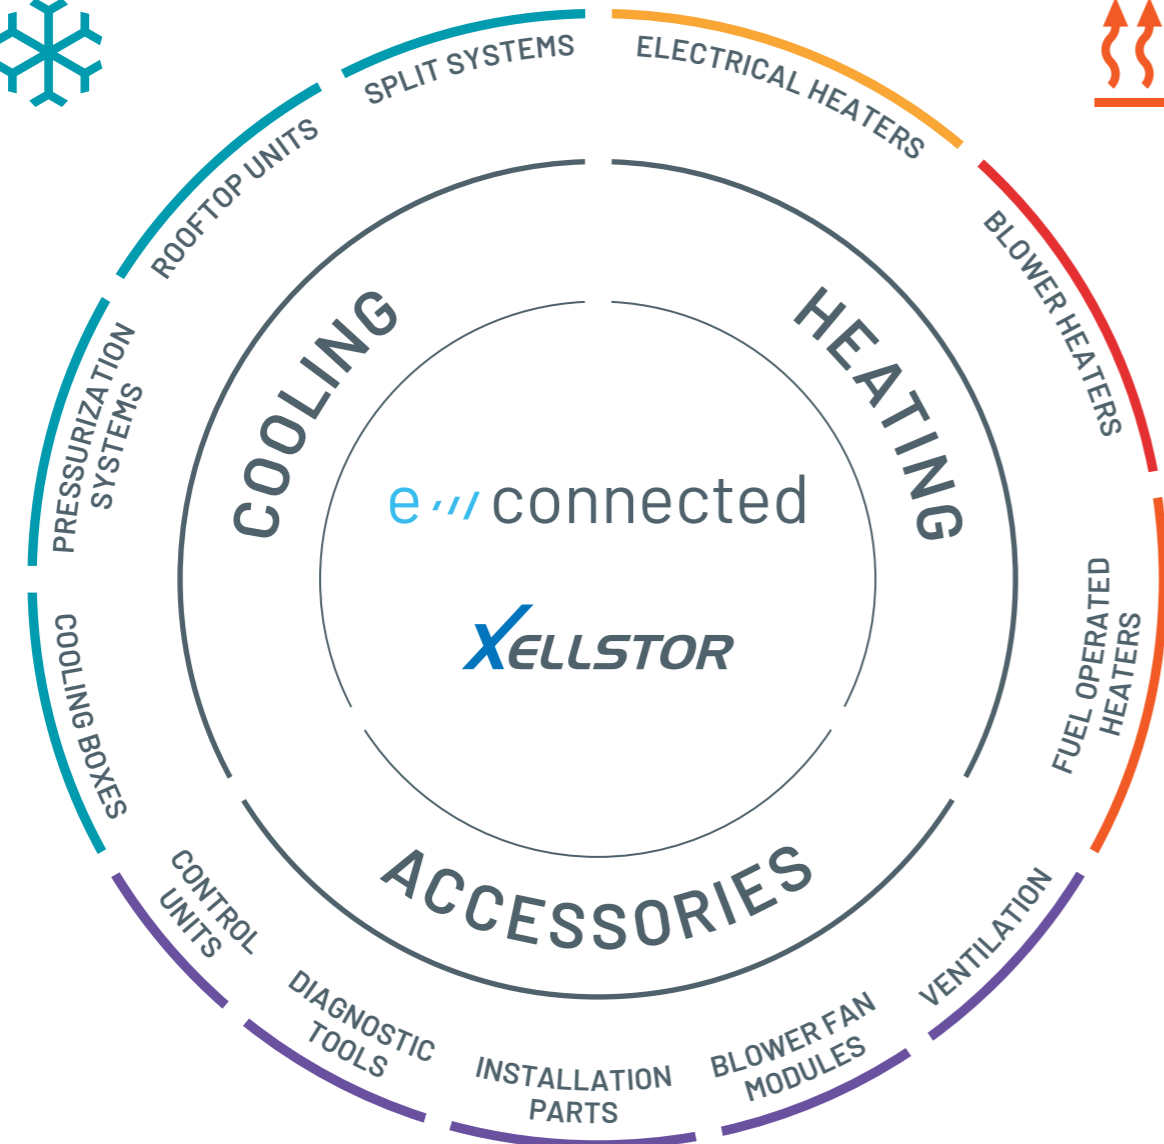 SPLIT SYSTEMS
ELECTRICAL HEATERS
ROOFTOP UNITS
BLOWER HEATERS
PRESSURIZATION
SYSTEMS
COOLING
HEATING
e connected
XELLSTOR
FUEL OPERATED
HEATERS
COOLING BOXES
ACCESSORIES
CONTROL
UNITS
DIAGNOSTIC
TOOLS
INSTALLATION
PARTS
BLOWER FAN
MODULES
VENTILATION